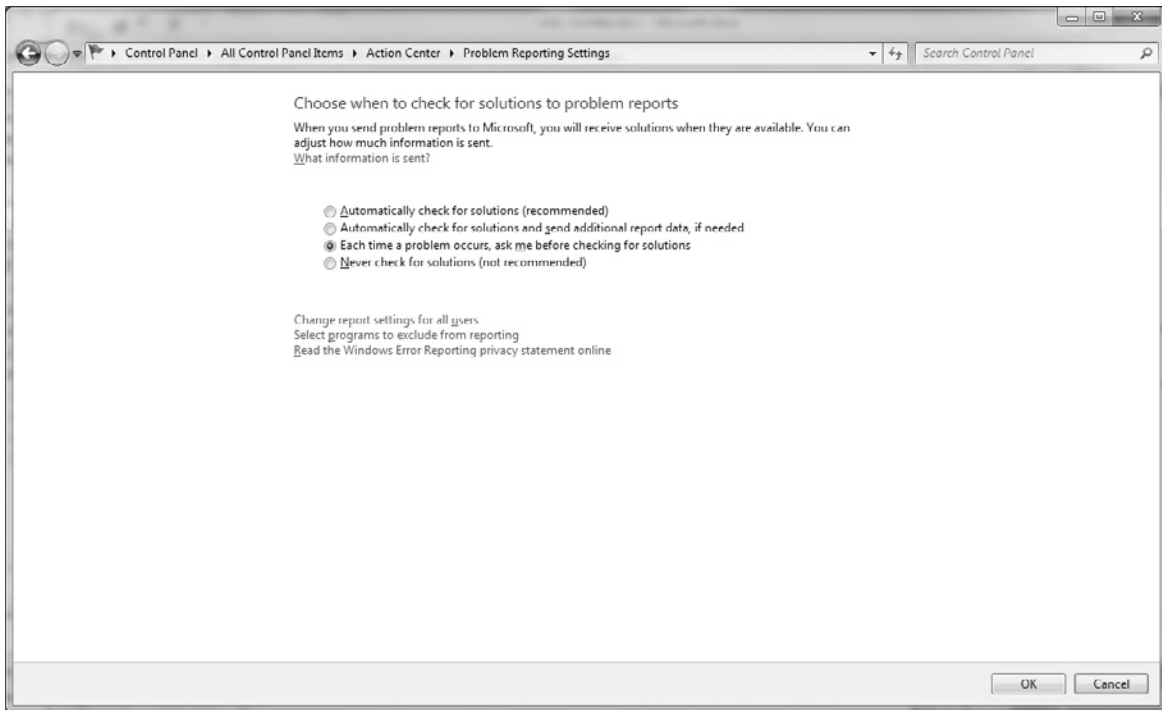 Control Panel ▸ All Control Panel Items ▸ Action Center ▸ Problem Reporting Settings
Search Control Panel
Choose when to check for solutions to problem reports
When you send problem reports to Microsoft, you will receive solutions when they are available. You can
adjust how much information is sent.
What information is sent?
Automatically check for solutions (recommended)
Automatically check for solutions and send additional report data, if needed
Each time a problem occurs, ask me before checking for solutions
Never check for solutions (not recommended)
Change report settings for all users
Select programs to exclude from reporting
Read the Windows Error Reporting privacy statement online
OK
Cancel